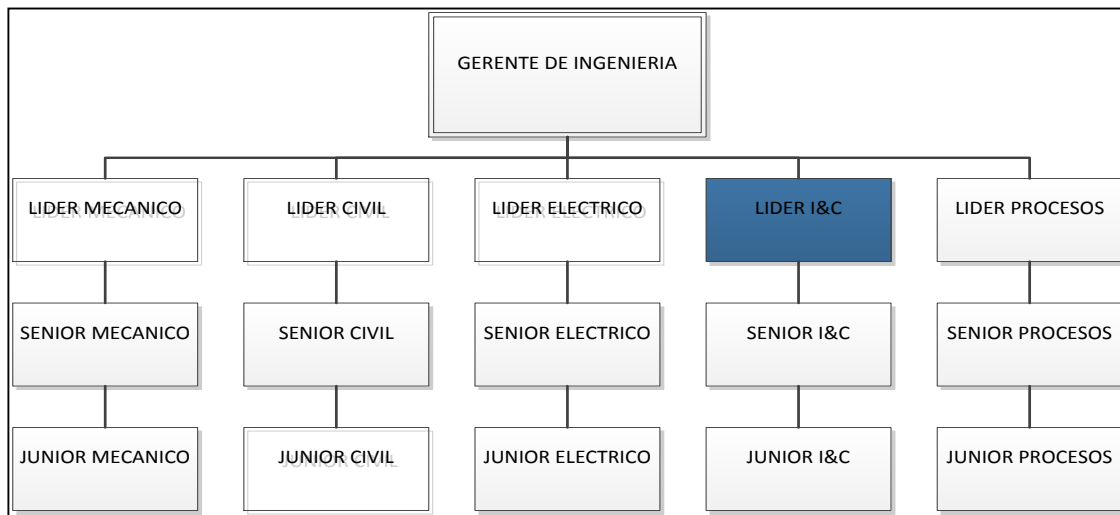 GERENTE DE INGENIERIA
LIDER MECANICO
LIDER CIVIL
LIDER ELECTRICO
LIDER I&C
LIDER PROCESOS
SENIOR MECANICO
SENIOR CIVIL
SENIOR ELECTRICO
SENIOR I&C
SENIOR PROCESOS
JUNIOR MECANICO
JUNIOR CIVIL
JUNIOR ELECTRICO
JUNIOR I&C
JUNIOR PROCESOS